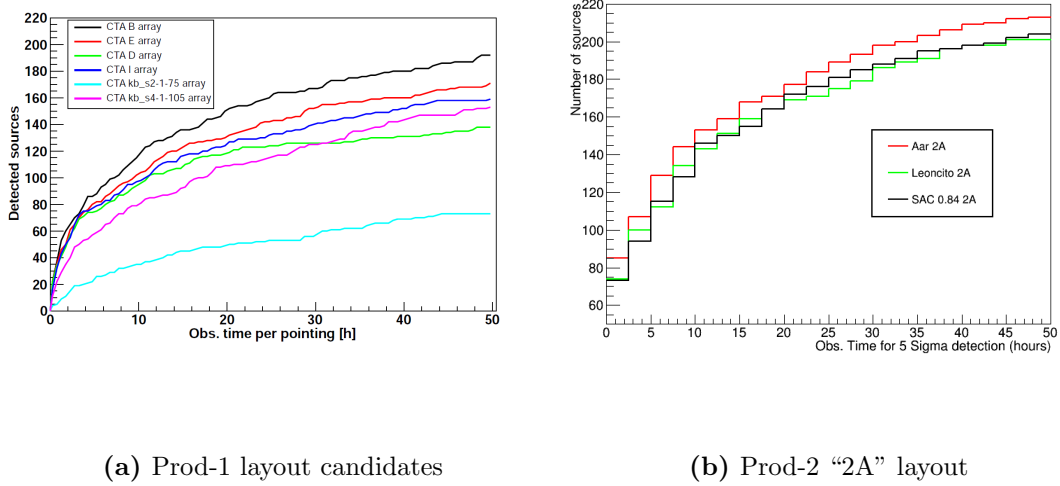 Detected sources
220
200
180
160
140
120
100
80
60
40
20
0
CTA B array
CTA E array
CTA D array
CTA I array
CTA kb_s2-1-75 array
CTA kb_s4-1-105 array
0 10 20 30 40 50
Obs. time per pointing [h]
Number of sources
220
200
180
160
140
120
100
80
60
Aar 2A
Leoncito 2A
SAC 0.84 2A
0 5 10 15 20 25 30 35 40 45 50
Obs. Time for 5 Sigma detection (hours)
(a) Prod-1 layout candidates
(b) Prod-2 “2A” layout